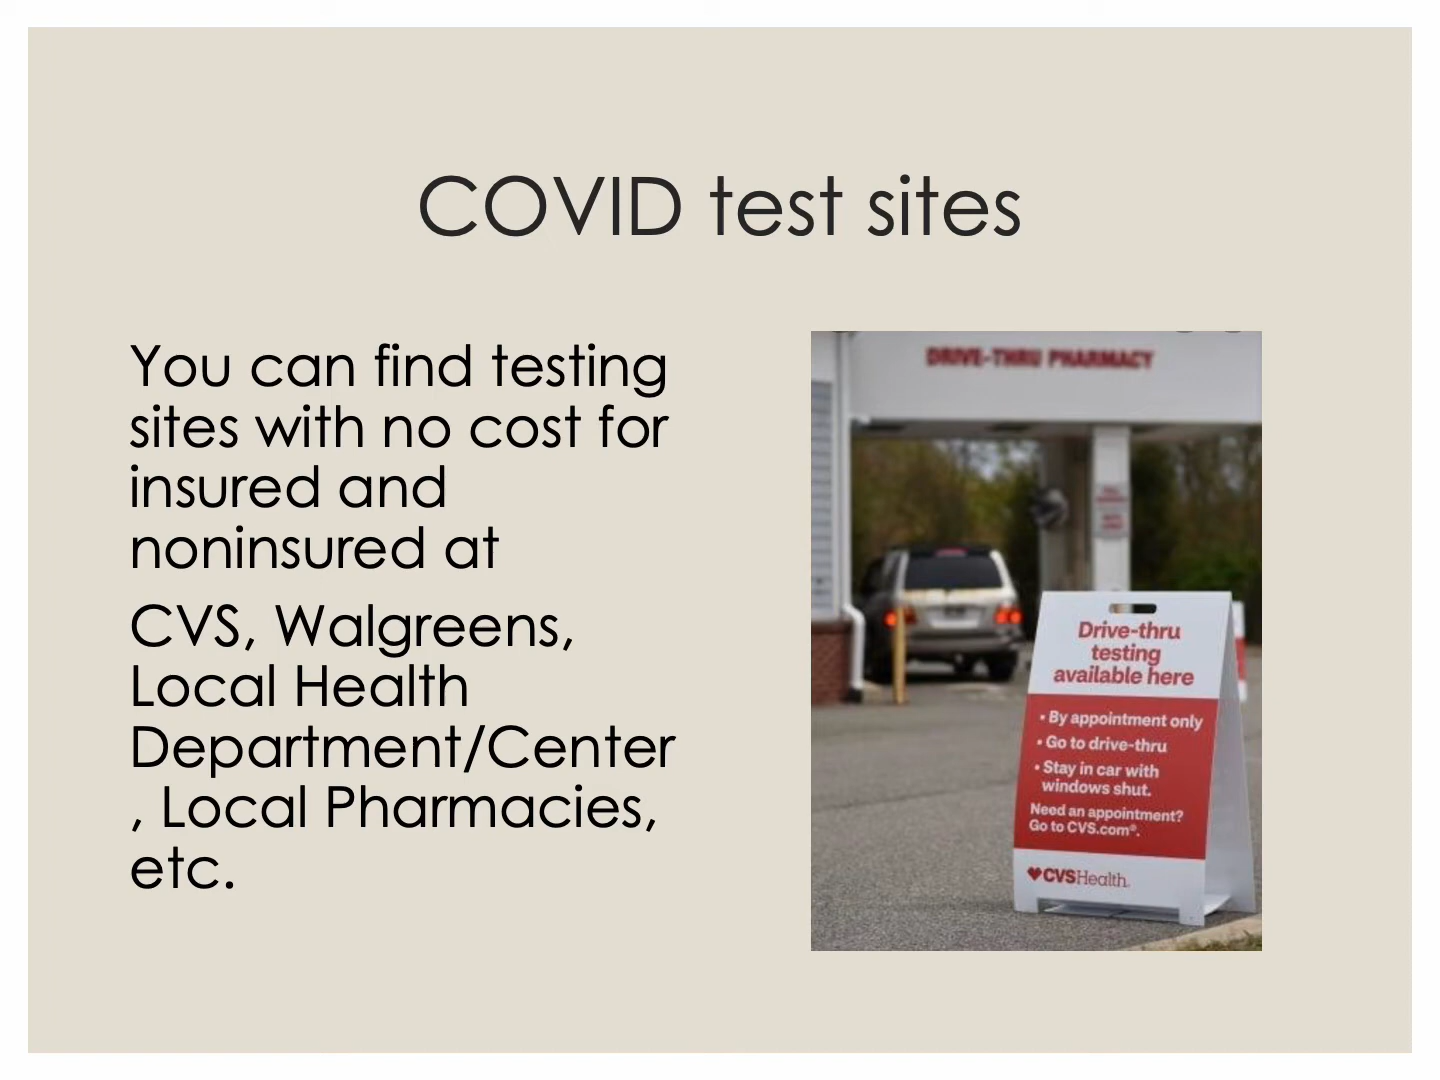 COVID test sites
You can find testing
sites with no cost for
insured and
noninsured at
CVS, Walgreens,
Local Health
Department/Center
, Local Pharmacies,
etc.
DRIVE-THRU PHARMACY
Drive-thru
testing
available here
• By appointment only
• Go to drive-thru
• Stay in car with
windows shut.
Need an appointment?
Go to CVS.com®.
CVSHealth.